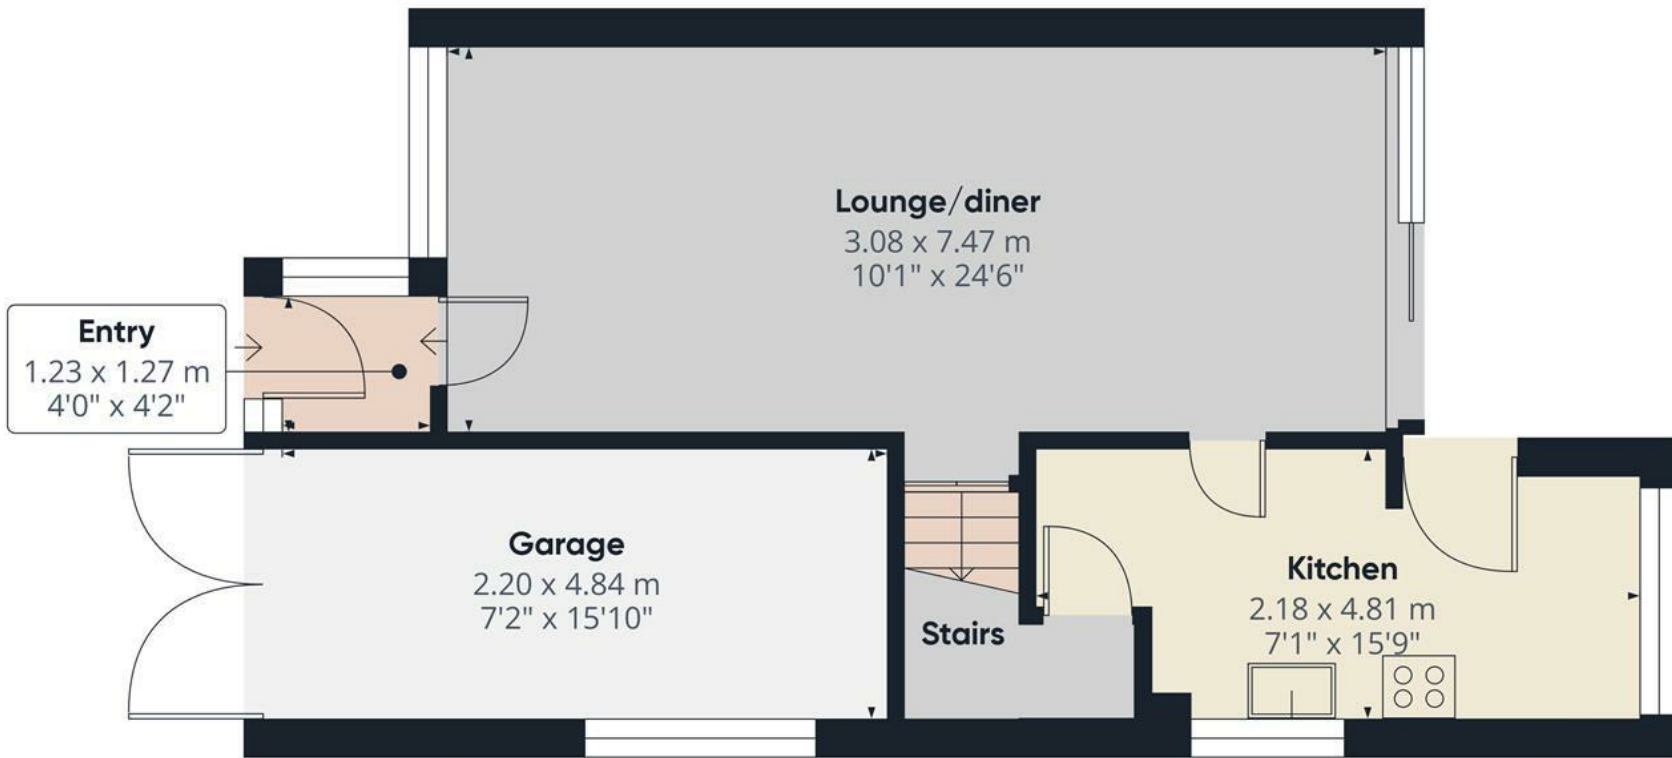 Lounge/diner
3.08 x 7.47 m
10'1" x 24'6"
Entry
1.23 x 1.27 m
4'0" x 4'2"
Garage
2.20 x 4.84 m
7'2" x 15'10"
Stairs
Kitchen
2.18 x 4.81 m
7'1" x 15'9"